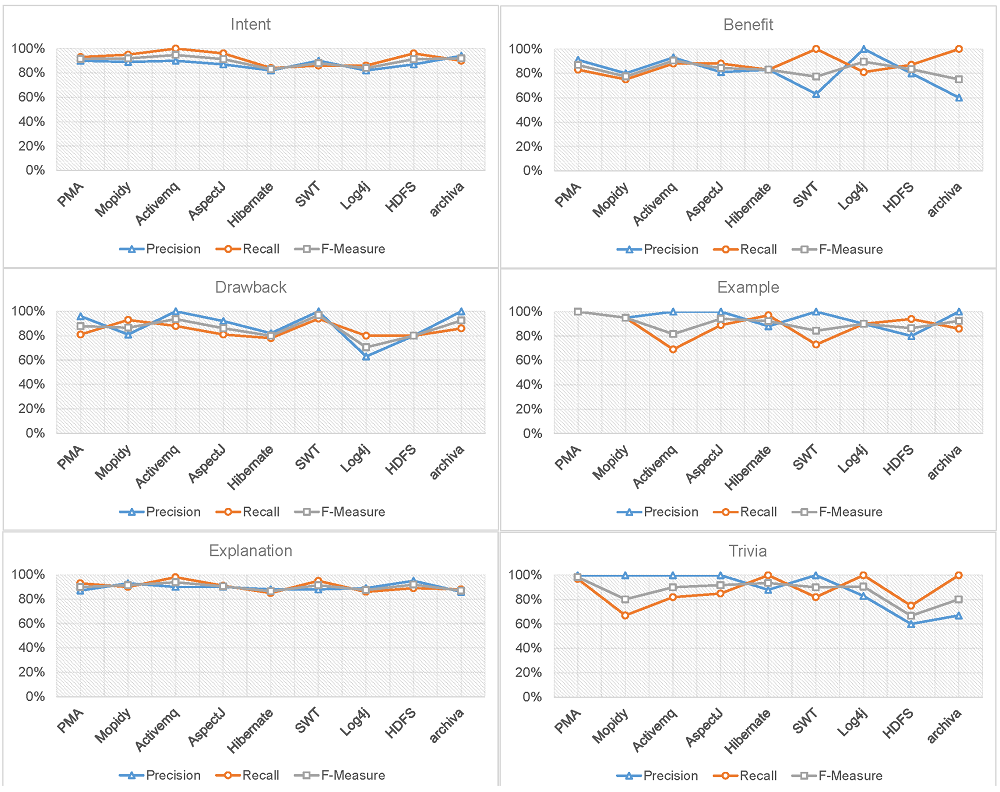 Intent
100%
80%
60%
40%
20%
0%
PMA
Mopidy
Activemq
AspectJ
Hibernate
SWT
Log4j
HDFS
archiva
Precision Recall F-Measure
Benefit
100%
80%
60%
40%
20%
0%
PMA
Mopidy
Activemq
AspectJ
Hibernate
SWT
Log4j
HDFS
archiva
Precision Recall F-Measure
Drawback
100%
80%
60%
40%
20%
0%
PMA
Mopidy
Activemq
AspectJ
Hibernate
SWT
Log4j
HDFS
archiva
Precision Recall F-Measure
Example
100%
80%
60%
40%
20%
0%
PMA
Mopidy
Activemq
AspectJ
Hibernate
SWT
Log4j
HDFS
archiva
Precision Recall F-Measure
Explanation
100%
80%
60%
40%
20%
0%
PMA
Mopidy
Activemq
AspectJ
Hibernate
SWT
Log4j
HDFS
archiva
Precision Recall F-Measure
Trivia
100%
80%
60%
40%
20%
0%
PMA
Mopidy
Activemq
AspectJ
Hibernate
SWT
Log4j
HDFS
archiva
Precision Recall F-Measure